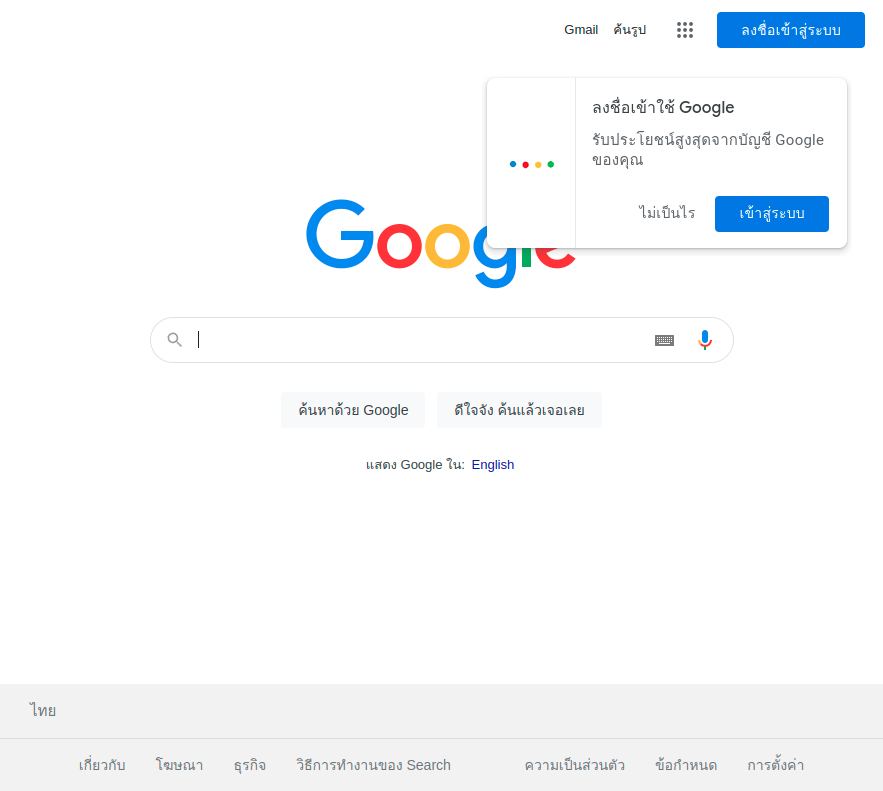 Gmail ค้นรูป ลงชื่อเข้าสู่ระบบ
ลงชื่อเข้าใช้ Google
รับประโยชน์สูงสุดจากบัญชี Google
ของคุณ
ไม่เป็นไร เข้าสู่ระบบ
Google
ค้นหาด้วย Google ดีใจจัง ค้นแล้วเจอเลย
แสดง Google ใน: English
ไทย
เกี่ยวกับ โฆษณา ธุรกิจ วิธีการทำงานของ Search ความเป็นส่วนตัว ข้อกำหนด การตั้งค่า